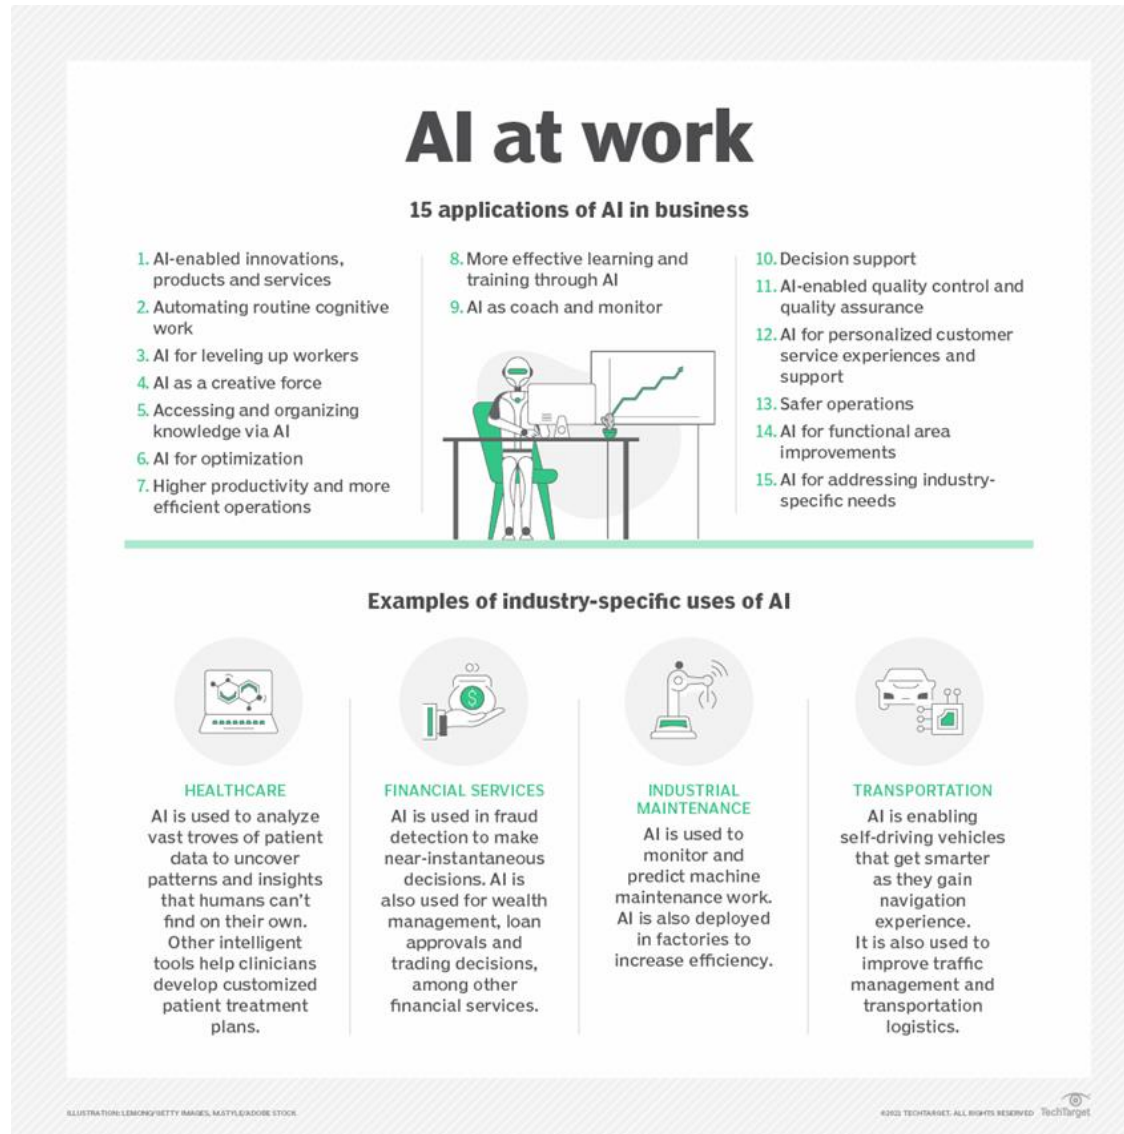 AI at work
15 applications of AI in business
1. AI-enabled innovations,
products and services
2. Automating routine cognitive
work
3. AI for leveling up workers
4. AI as a creative force
5. Accessing and organizing
knowledge via AI
6. AI for optimization
7. Higher productivity and more
efficient operations
8. More effective learning and
training through AI
9. AI as coach and monitor
10. Decision support
11. AI-enabled quality control and
quality assurance
12. AI for personalized customer
service experiences and
support
13. Safer operations
14. AI for functional area
improvements
15. AI for addressing industry-
specific needs
Examples of industry-specific uses of AI
$
HEALTHCARE
AI is used to analyze
vast troves of patient
data to uncover
patterns and insights
that humans can't
find on their own.
Other intelligent
tools help clinicians
develop customized
patient treatment
plans.
FINANCIAL SERVICES
AI is used in fraud
detection to make
near-instantaneous
decisions. AI is
also used for wealth
management, loan
approvals and
trading decisions,
among other
financial services.
INDUSTRIAL
MAINTENANCE
AI is used to
monitor and
predict machine
maintenance work.
AI is also deployed
in factories to
increase efficiency.
TRANSPORTATION
AI is enabling
self-driving vehicles
that get smarter
as they gain
navigation
experience.
It is also used to
improve traffic
management and
transportation
logistics.
ILLUSTRATION: GETTY IMAGES, STOCK
TECHTARGET. ALL RIGHTS RESERVED TechTarget